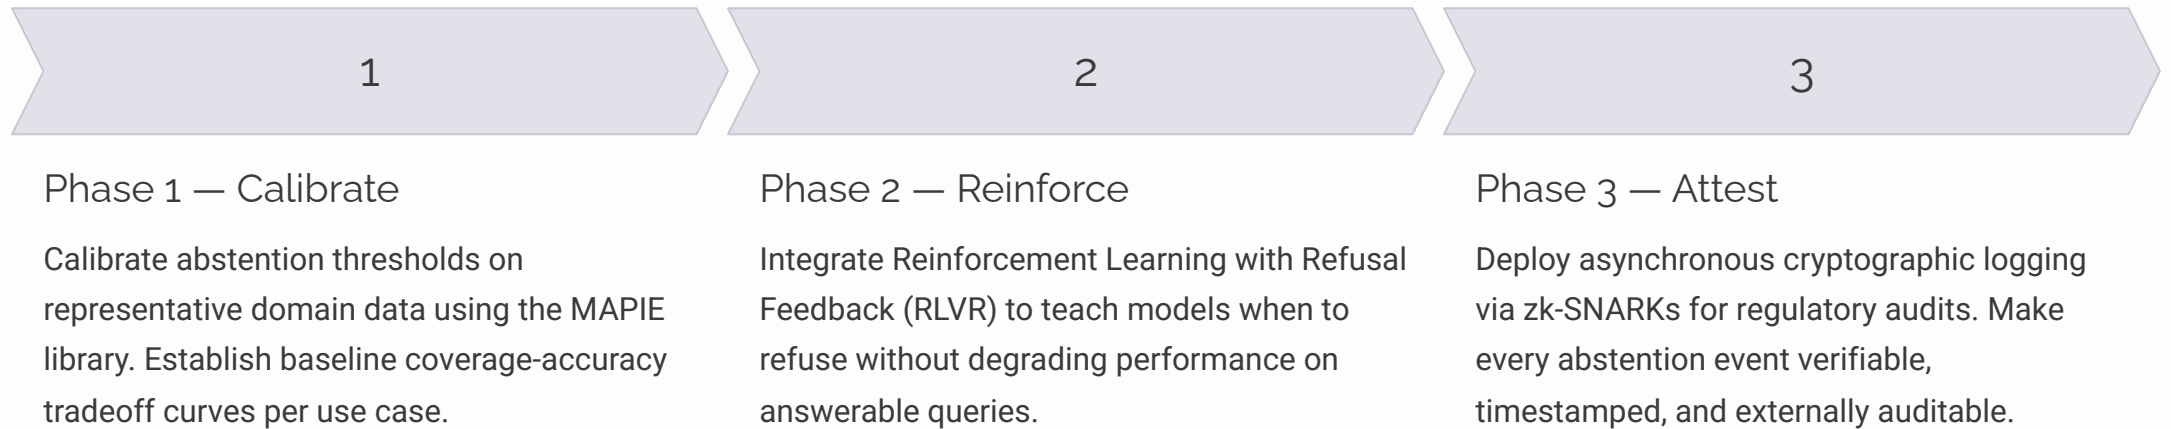 1
2
3
Phase 1 — Calibrate
Calibrate abstention thresholds on
representative domain data using the MAPIE
library. Establish baseline coverage-accuracy
tradeoff curves per use case.
Phase 2 — Reinforce
Integrate Reinforcement Learning with Refusal
Feedback (RLVR) to teach models when to
refuse without degrading performance on
answerable queries.
Phase 3 — Attest
Deploy asynchronous cryptographic logging
via zk-SNARKs for regulatory audits. Make
every abstention event verifiable,
timestamped, and externally auditable.